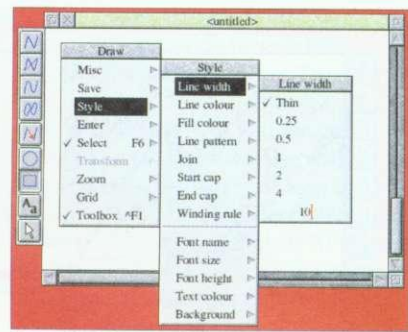 <untitled>
Draw
Misc
Save
Style
Enter
✓ Select F6
Transform
Zoom
Grid
✓ Toolbox ^F1
Style
Line width
Line colour
Fill colour
Line pattern
Join
Start cap
End cap
Winding rule
Font name
Font size
Font height
Text colour
Background
Line width
✓ Thin
0.25
0.5
1
2
4
10
Aa